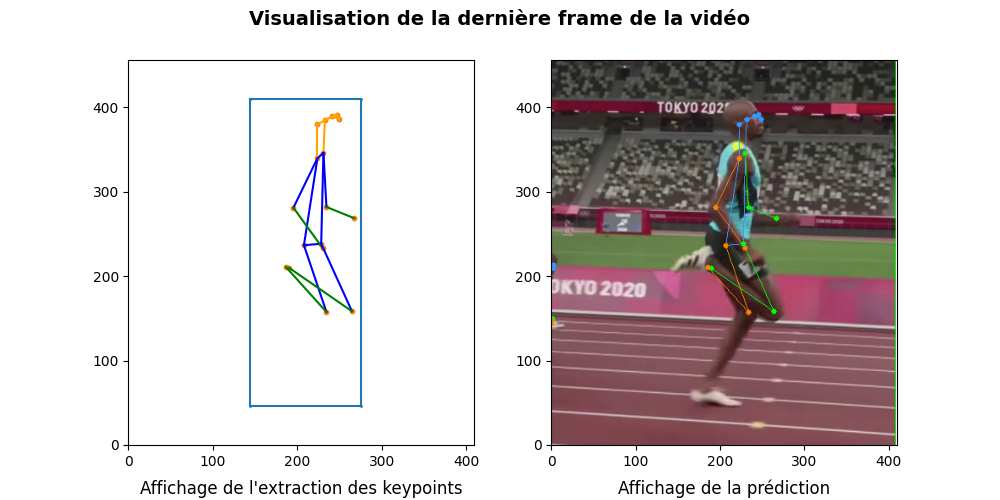 Visualisation de la dernière frame de la vidéo
400
300
200
100
0
0 100 200 300 400
Affichage de l'extraction des keypoints
400
300
200
100
0
TOKYO 2020
TOKYO 2020
OKYO 2020
0 100 200 300 400
Affichage de la prédiction